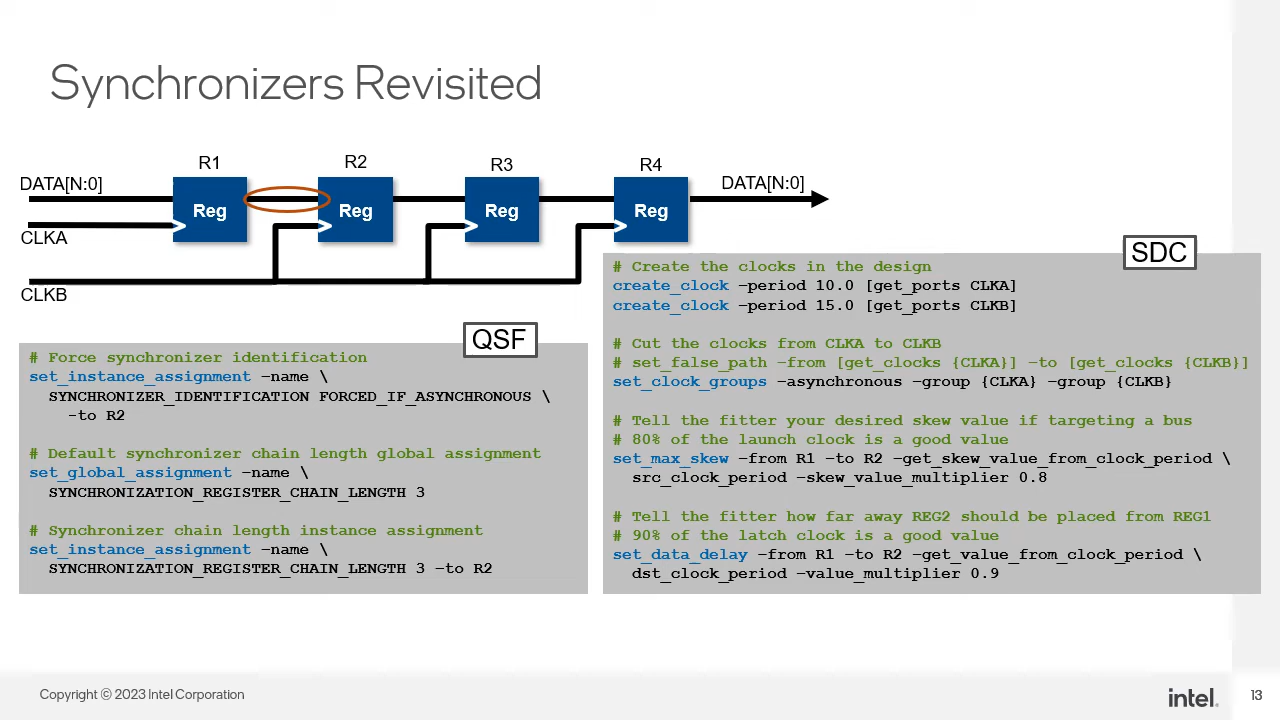 Synchronizers Revisited
R1
R2
R3
R4
DATA[N:0]
DATA[N:0]
Reg
Reg
Reg
Reg
CLKA
CLKB
QSF
# Force synchronizer identification
set_instance_assignment –name \
SYNCHRONIZER_IDENTIFICATION FORCED_IF_ASYNCHRONOUS \
-to R2
# Default synchronizer chain length global assignment
set_global_assignment –name \
SYNCHRONIZATION_REGISTER_CHAIN_LENGTH 3
# Synchronizer chain length instance assignment
set_instance_assignment –name \
SYNCHRONIZATION_REGISTER_CHAIN_LENGTH 3 –to R2
SDC
# Create the clocks in the design
create_clock –period 10.0 [get_ports CLKA]
create_clock –period 15.0 [get_ports CLKB]
# Cut the clocks from CLKA to CLKB
# set_false_path –from [get_clocks {CLKA}] –to [get_clocks {CLKB}]
set_clock_groups –asynchronous –group {CLKA} –group {CLKB}
# Tell the fitter your desired skew value if targeting a bus
# 80% of the launch clock is a good value
set_max_skew –from R1 –to R2 –get_skew_value_from_clock_period \
src_clock_period –skew_value_multiplier 0.8
# Tell the fitter how far away REG2 should be placed from REG1
# 90% of the latch clock is a good value
set_data_delay –from R1 –to R2 –get_value_from_clock_period \
dst_clock_period –value_multiplier 0.9
Copyright © 2023 Intel Corporation
intel.
13